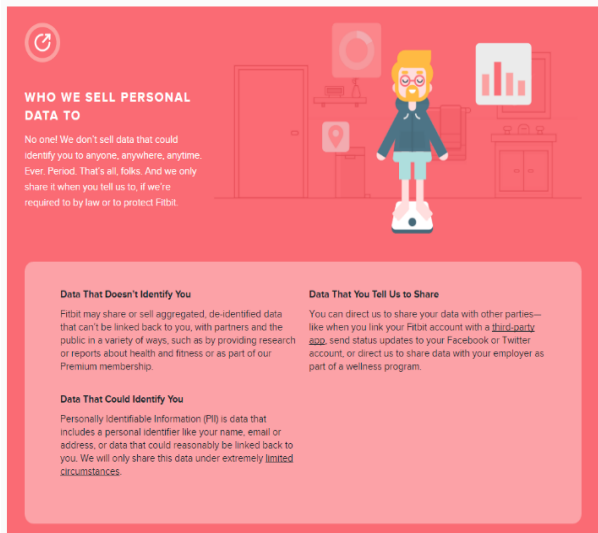 WHO WE SELL PERSONAL
DATA TO
No one! We don't sell data that could
identify you to anyone, anywhere, anytime.
Ever. Period. That's all, folks. And we only
share it when you tell us to, if we're
required to by law or to protect Fitbit.
Data That Doesn't Identify You
Fitbit may share or sell aggregated, de-identified data
that can't be linked back to you, with partners and the
public in a variety of ways, such as by providing research
or reports about health and fitness or as part of our
Premium membership.
Data That Could Identify You
Personally Identifiable Information (PII) is data that
includes a personal identifier like your name, email or
address, or data that could reasonably be linked back to
you. We will only share this data under extremely limited
circumstances.
Data That You Tell Us to Share
You can direct us to share your data with other parties—
like when you link your Fitbit account with a third-party
app, send status updates to your Facebook or Twitter
account, or direct us to share data with your employer as
part of a wellness program.